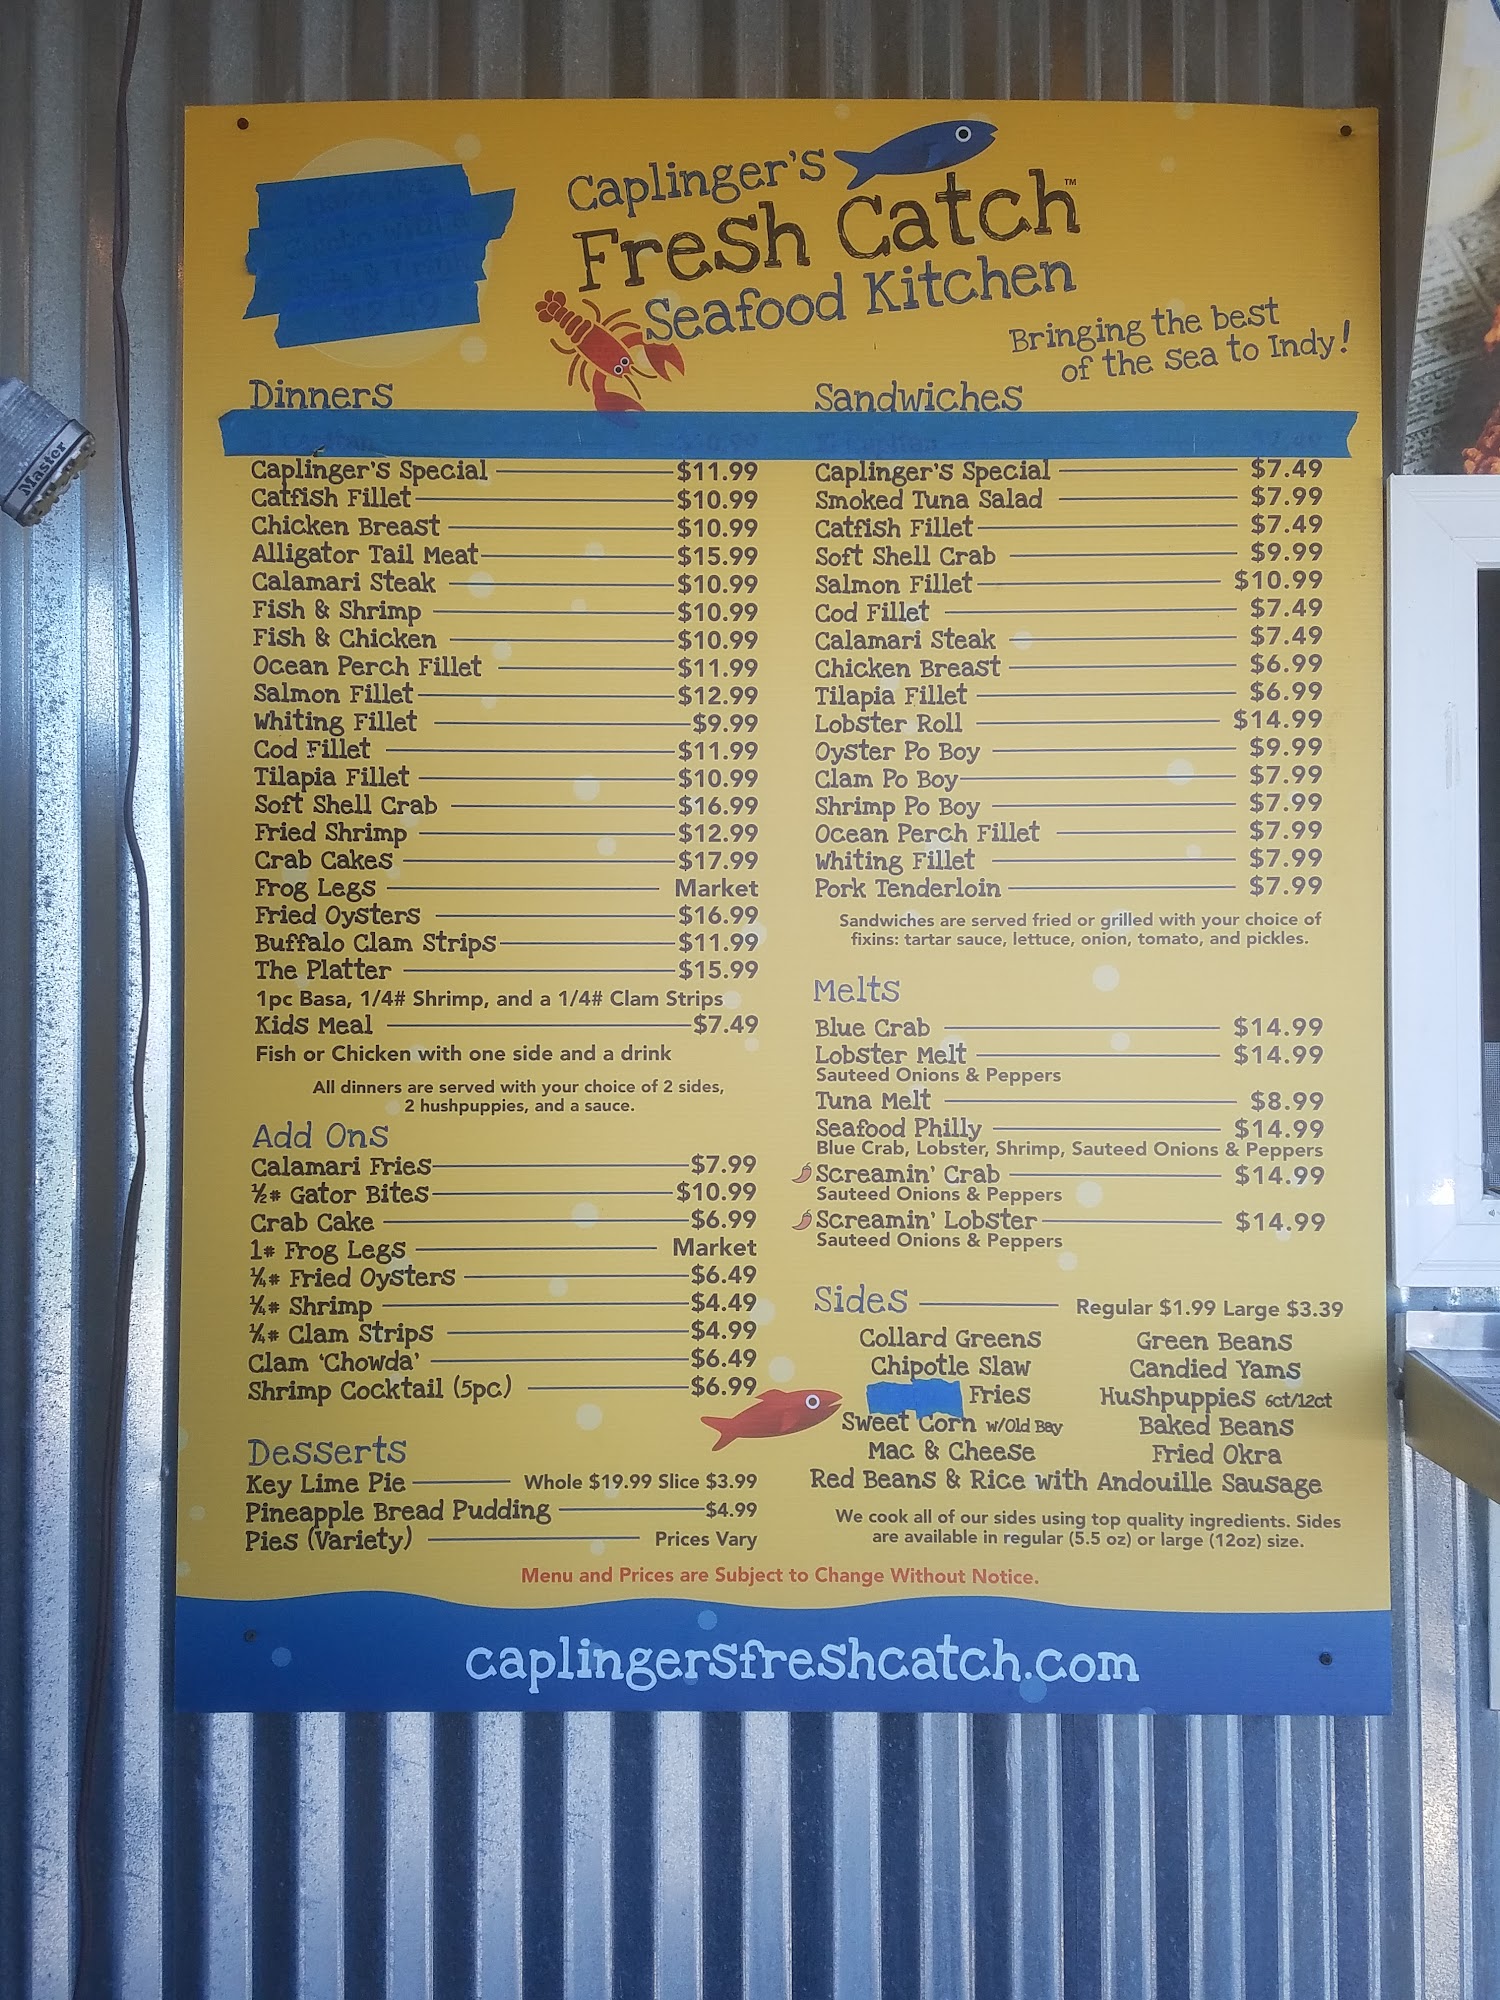 Caplinger's
Fresh Catch™
Seafood Kitchen
Bringing the best
of the sea to Indy!
Master
Dinners
Caplinger's Special $11.99
Catfish Fillet $10.99
Chicken Breast $10.99
Alligator Tail Meat $15.99
Calamari Steak $10.99
Fish & Shrimp $10.99
Fish & Chicken $10.99
Ocean Perch Fillet $11.99
Salmon Fillet $12.99
Whiting Fillet $9.99
Cod Fillet $11.99
Tilapia Fillet $10.99
Soft Shell Crab $16.99
Fried Shrimp $12.99
Crab Cakes $17.99
Frog Legs Market
Fried Oysters $16.99
Buffalo Clam Strips $11.99
The Platter $15.99
1pc Basa, 1/4# Shrimp, and a 1/4# Clam Strips
Kids Meal $7.49
Fish or Chicken with one side and a drink
All dinners are served with your choice of 2 sides,
2 hushpuppies, and a sauce.
Add Ons
Calamari Fries $7.99
½# Gator Bites $10.99
Crab Cake $6.99
1# Frog Legs Market
¼# Fried Oysters $6.49
¼# Shrimp $4.49
¼# Clam Strips $4.99
Clam 'Chowda' $6.49
Shrimp Cocktail (5pc) $6.99
Desserts
Key Lime Pie Whole $19.99 Slice $3.99
Pineapple Bread Pudding $4.99
Pies (Variety) Prices Vary
Sandwiches
Caplinger's Special $7.49
Smoked Tuna Salad $7.99
Catfish Fillet $7.49
Soft Shell Crab $9.99
Salmon Fillet $10.99
Cod Fillet $7.49
Calamari Steak $7.49
Chicken Breast $6.99
Tilapia Fillet $6.99
Lobster Roll $14.99
Oyster Po Boy $9.99
Clam Po Boy $7.99
Shrimp Po Boy $7.99
Ocean Perch Fillet $7.99
Whiting Fillet $7.99
Pork Tenderloin $7.99
Sandwiches are served fried or grilled with your choice of
fixins: tartar sauce, lettuce, onion, tomato, and pickles.
Melts
Blue Crab $14.99
Lobster Melt $14.99
Sauteed Onions & Peppers
Tuna Melt $8.99
Seafood Philly $14.99
Blue Crab, Lobster, Shrimp, Sauteed Onions & Peppers
Screamin' Crab $14.99
Sauteed Onions & Peppers
Screamin' Lobster $14.99
Sauteed Onions & Peppers
Sides Regular $1.99 Large $3.39
Collard Greens Green Beans
Chipotle Slaw Candied Yams
Fries Hushpuppies 6ct/12ct
Sweet Corn w/Old Bay Baked Beans
Mac & Cheese Fried Okra
Red Beans & Rice with Andouille Sausage
We cook all of our sides using top quality ingredients. Sides
are available in regular (5.5 oz) or large (12oz) size.
Menu and Prices are Subject to Change Without Notice.
caplingersfreshcatch.com